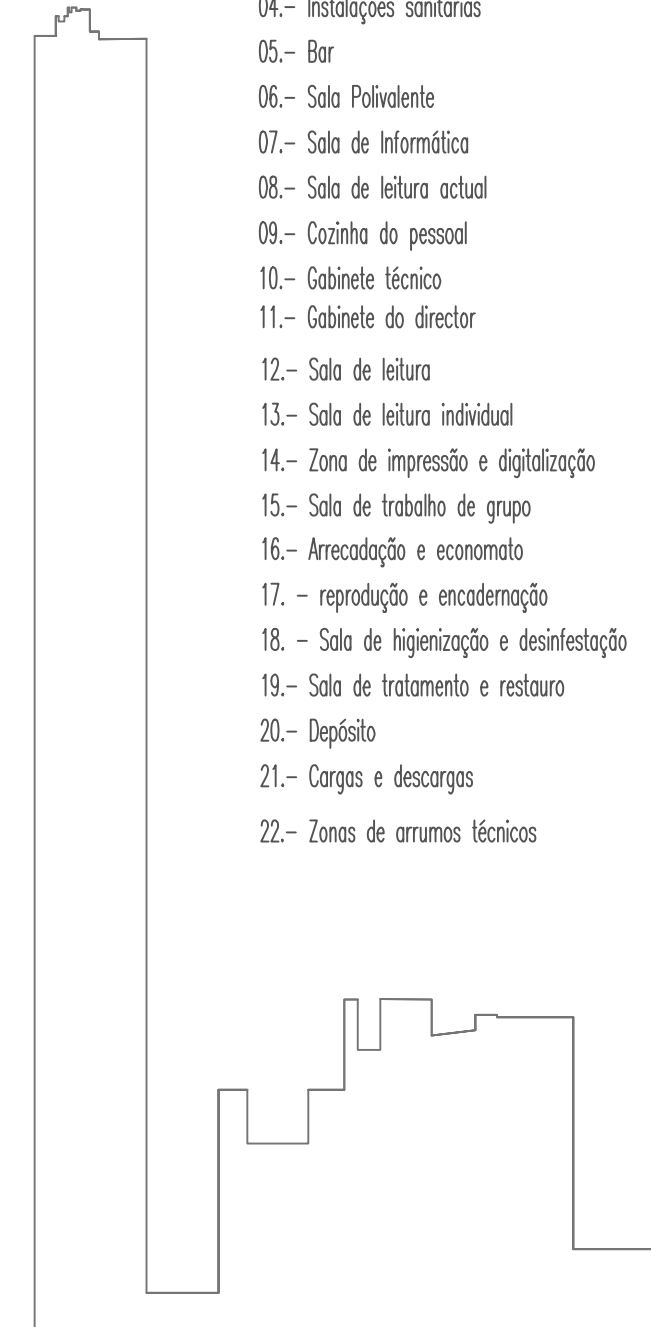 04.– Instalações sanitárias
05.– Bar
06.– Sala Polivalente
07.– Sala de Informática
08.– Sala de leitura actual
09.– Cozinha do pessoal
10.– Gabinete técnico
11.– Gabinete do director
12.– Sala de leitura
13.– Sala de leitura individual
14.– Zona de impressão e digitalização
15.– Sala de trabalho de grupo
16.– Arrecadação e economato
17. – reprodução e encadernação
18. – Sala de higienização e desinfestação
19.– Sala de tratamento e restauro
20.– Depósito
21.– Cargas e descargas
22.– Zonas de arrumos técnicos